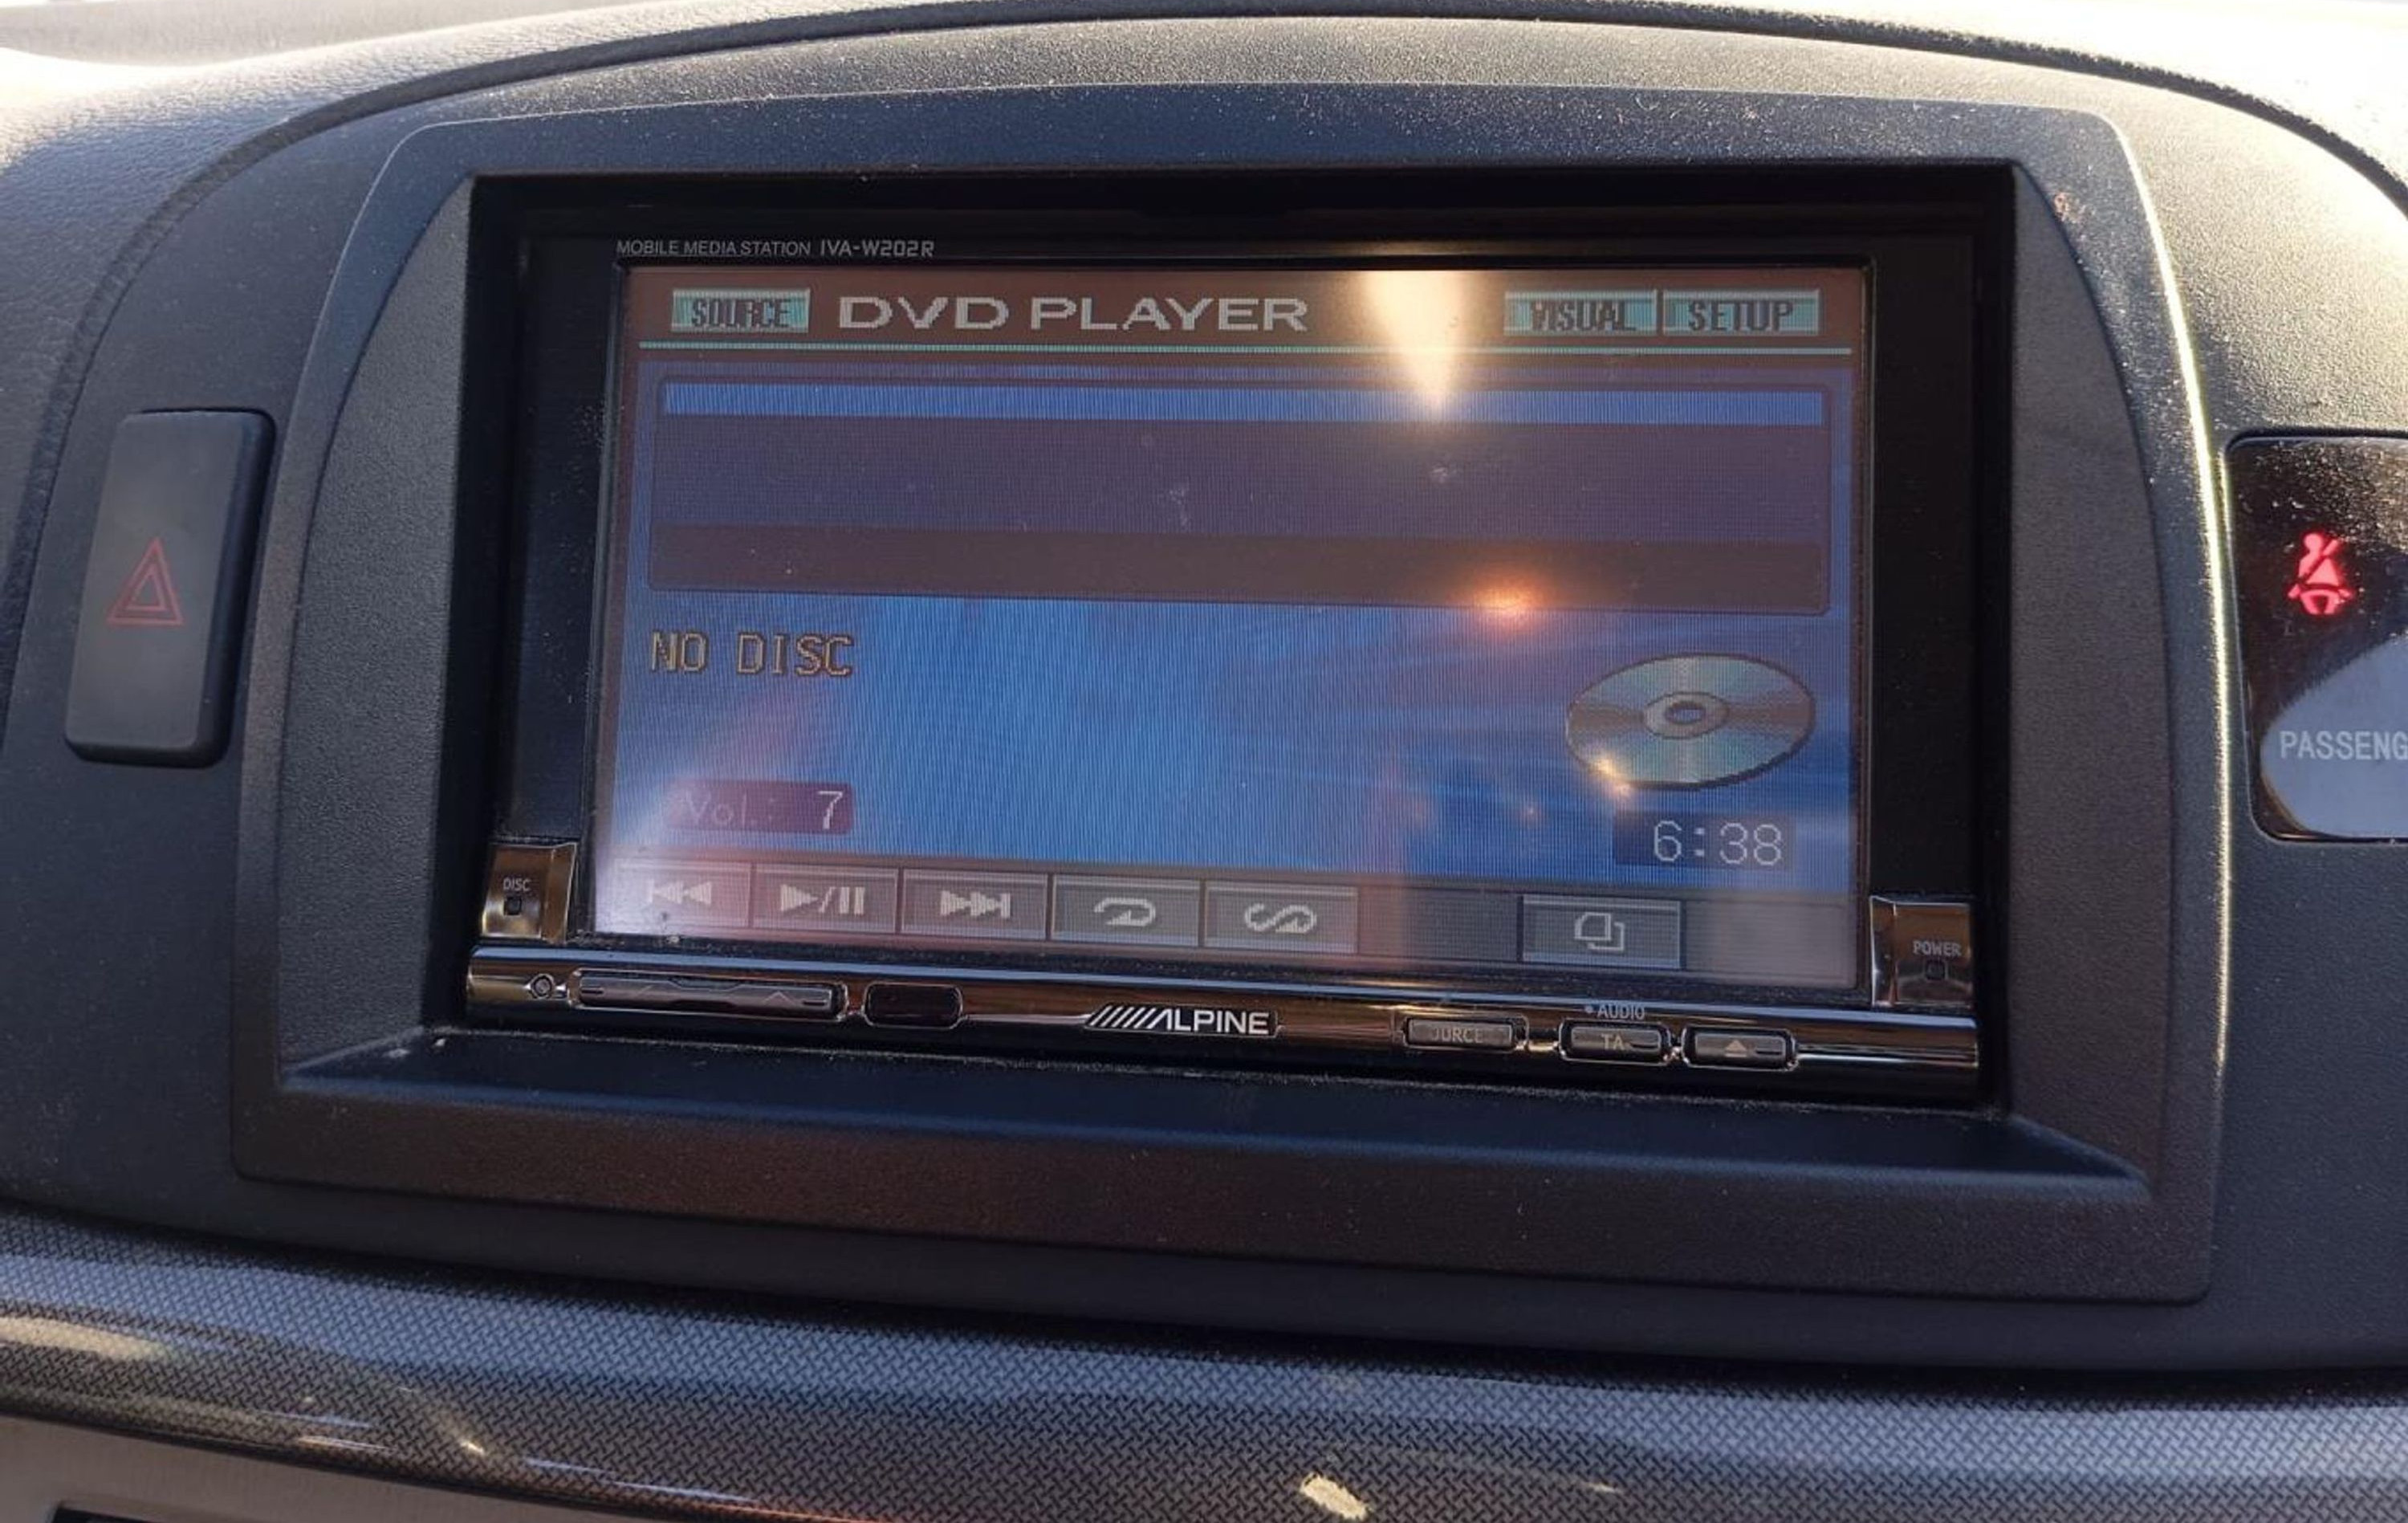 MOBILE MEDIA STATION IVA-W202R
SOURCE DVD PLAYER VISUAL SETUP
NO DISC
Vol.: 7
6:38
DISC
POWER
ALPINE
AUDIO
TA
PASSENG